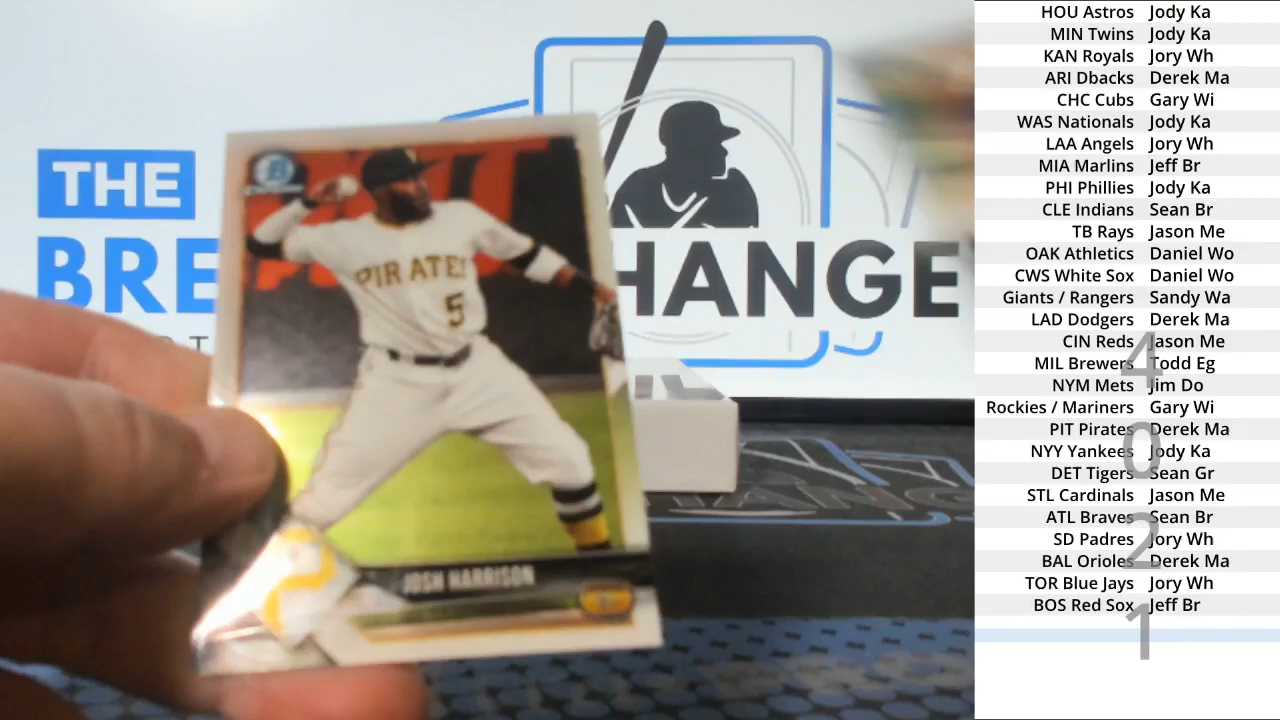 THE
BRE
HANGE
PIRATES
5
JOSH HARRISON
HOU Astros Jody Ka
MIN Twins Jody Ka
KAN Royals Jory Wh
ARI Dbacks Derek Ma
CHC Cubs Gary Wi
WAS Nationals Jody Ka
LAA Angels Jory Wh
MIA Marlins Jeff Br
PHI Phillies Jody Ka
CLE Indians Sean Br
TB Rays Jason Me
OAK Athletics Daniel Wo
CWS White Sox Daniel Wo
Giants / Rangers Sandy Wa
LAD Dodgers Derek Ma
CIN Reds Jason Me
MIL Brewers Todd Eg
NYM Mets Jim Do
Rockies / Mariners Gary Wi
PIT Pirates Derek Ma
NYY Yankees Jody Ka
DET Tigers Sean Gr
STL Cardinals Jason Me
ATL Braves Sean Br
SD Padres Jory Wh
BAL Orioles Derek Ma
TOR Blue Jays Jory Wh
BOS Red Sox Jeff Br
4
0
2
1